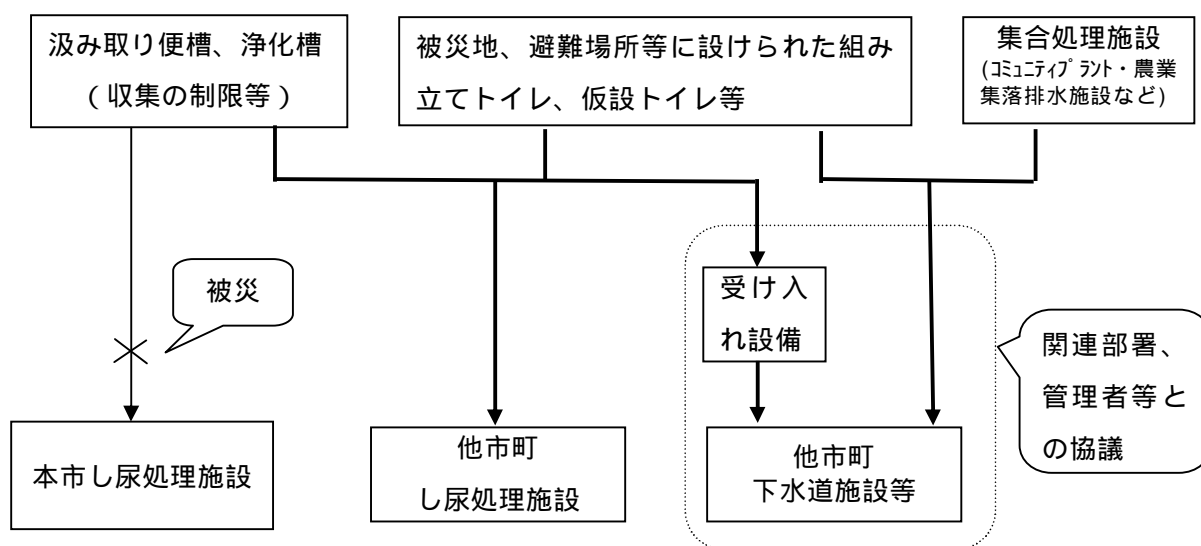 汲み取り便槽、浄化槽
（収集の制限等）
被災地、避難場所等に設けられた組み
立てトイレ、仮設トイレ等
集合処理施設
(ｺﾐｭﾆﾃｨﾌﾟﾗﾝﾄ・農業
集落排水施設など)
被災
受け入
れ設備
関連部署、
管理者等と
の協議
本市し尿処理施設
他市町
し尿処理施設
他市町
下水道施設等